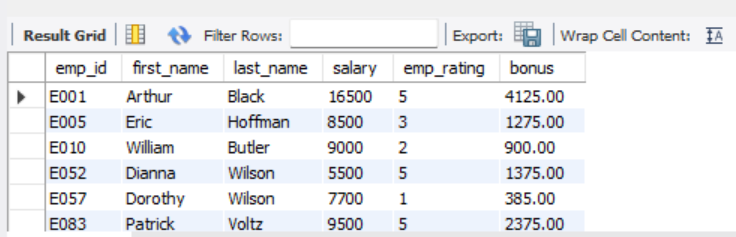 Result Grid Filter Rows: Export: Wrap Cell Content:
emp_id first_name last_name salary emp_rating bonus
E001 Arthur Black 16500 5 4125.00
E005 Eric Hoffman 8500 3 1275.00
E010 William Butler 9000 2 900.00
E052 Dianna Wilson 5500 5 1375.00
E057 Dorothy Wilson 7700 1 385.00
E083 Patrick Voltz 9500 5 2375.00